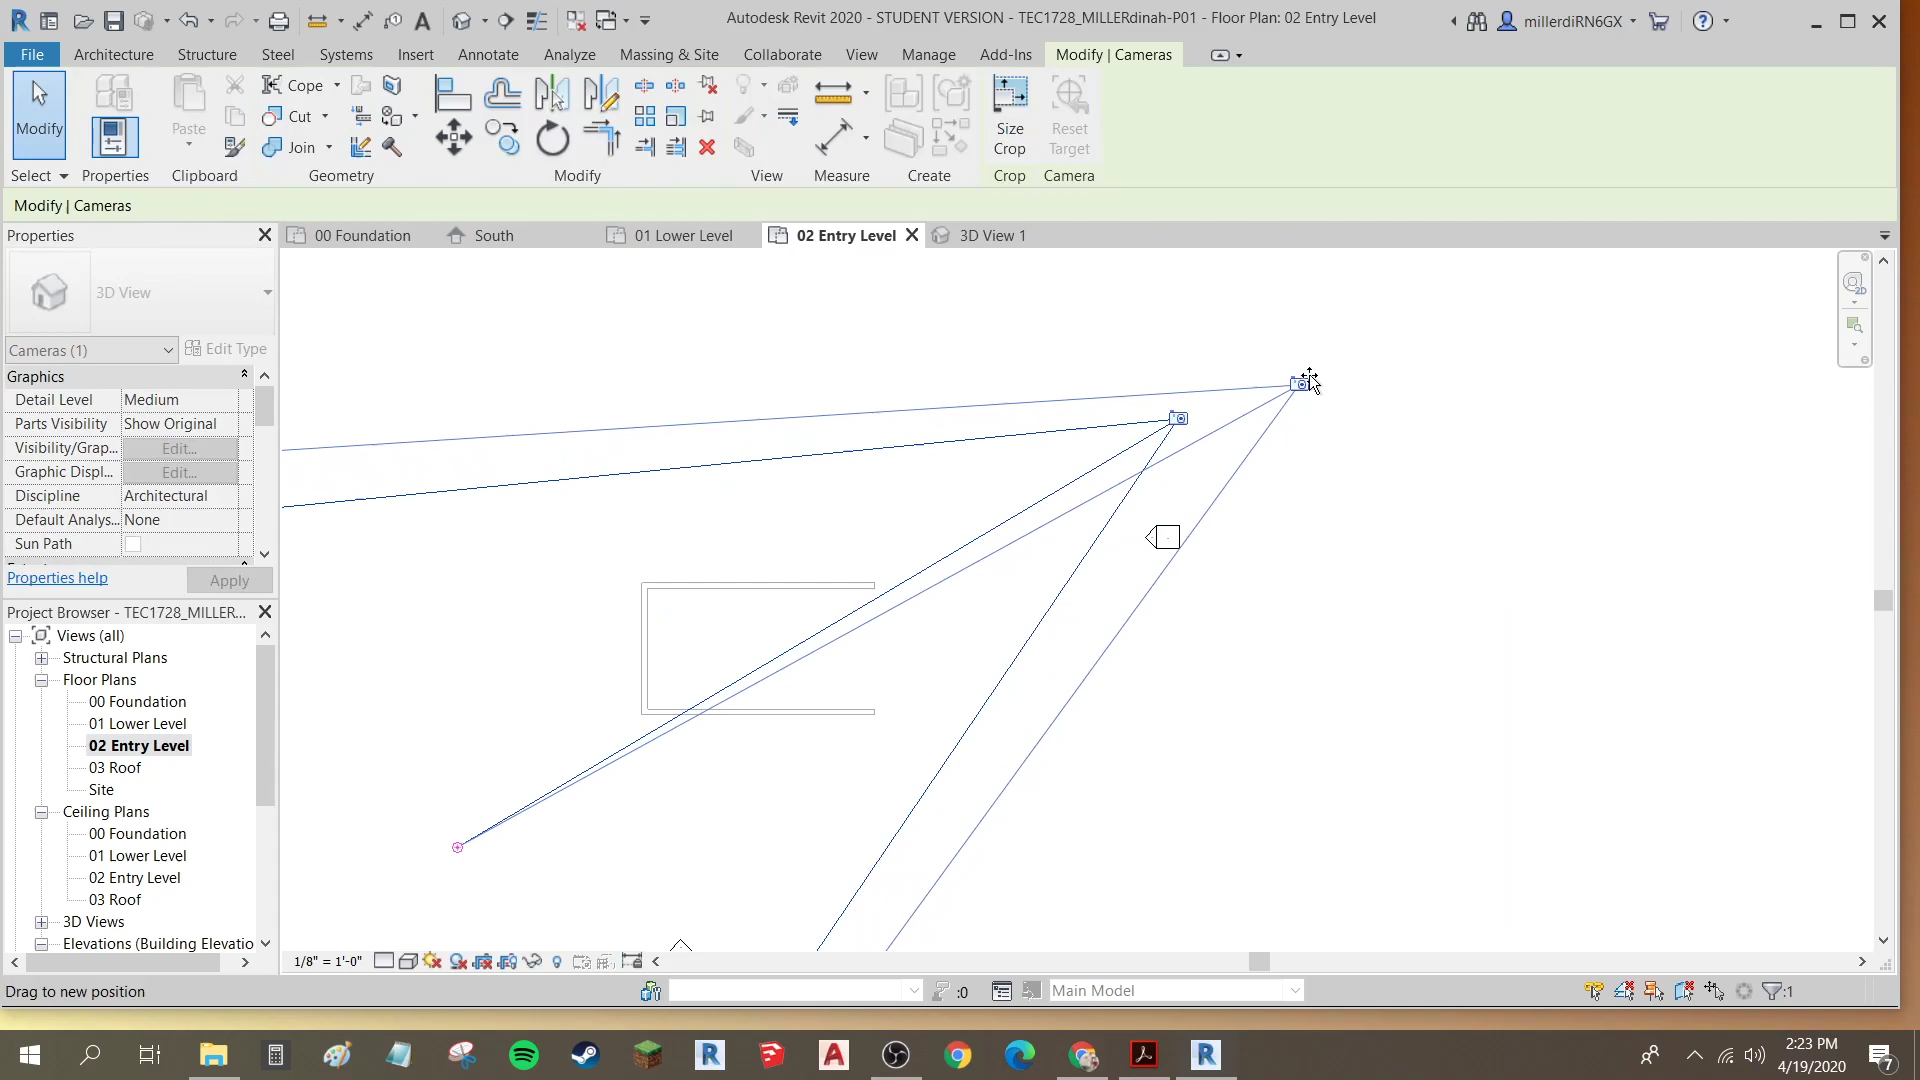 Autodesk Revit 2020 - STUDENT VERSION - TEC1728_MILLERdinah-P01 - Floor Plan: 02 Entry Level
millerdiRN6GX
File Architecture Structure Steel Systems Insert Annotate Analyze Massing & Site Collaborate View Manage Add-Ins Modify | Cameras
Cope
Cut
Join
Modify
Paste
Size
Crop
Reset
Target
Select Properties Clipboard Geometry Modify View Measure Create Crop Camera
Modify | Cameras
Properties
00 Foundation South 01 Lower Level 02 Entry Level 3D View 1
3D View
2D
Cameras (1) Edit Type
Graphics
Detail Level Medium
Parts Visibility Show Original
Visibility/Grap... Edit...
Graphic Displ... Edit...
Discipline Architectural
Default Analys... None
Sun Path
Properties help Apply
Project Browser - TEC1728_MILLER...
Views (all)
Structural Plans
Floor Plans
00 Foundation
01 Lower Level
02 Entry Level
03 Roof
Site
Ceiling Plans
00 Foundation
01 Lower Level
02 Entry Level
03 Roof
3D Views
Elevations (Building Elevatio
1/8" = 1'-0"
Drag to new position :0 Main Model :1
2:23 PM
4/19/2020
7